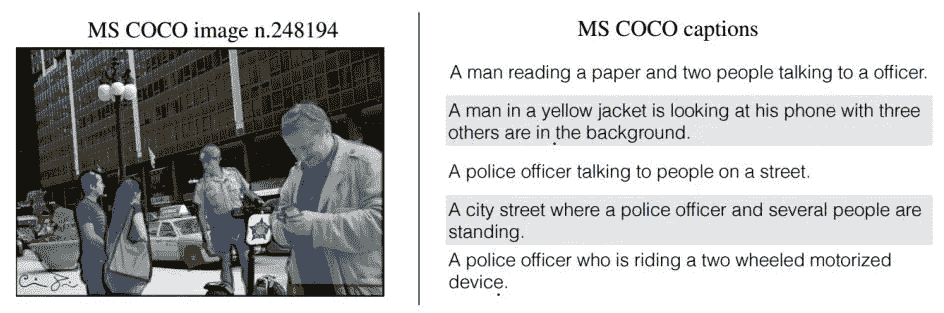 MS COCO image n.248194
MS COCO captions
A man reading a paper and two people talking to a officer.
A man in a yellow jacket is looking at his phone with three
others are in the background.
A police officer talking to people on a street.
A city street where a police officer and several people are
standing.
A police officer who is riding a two wheeled motorized
device.